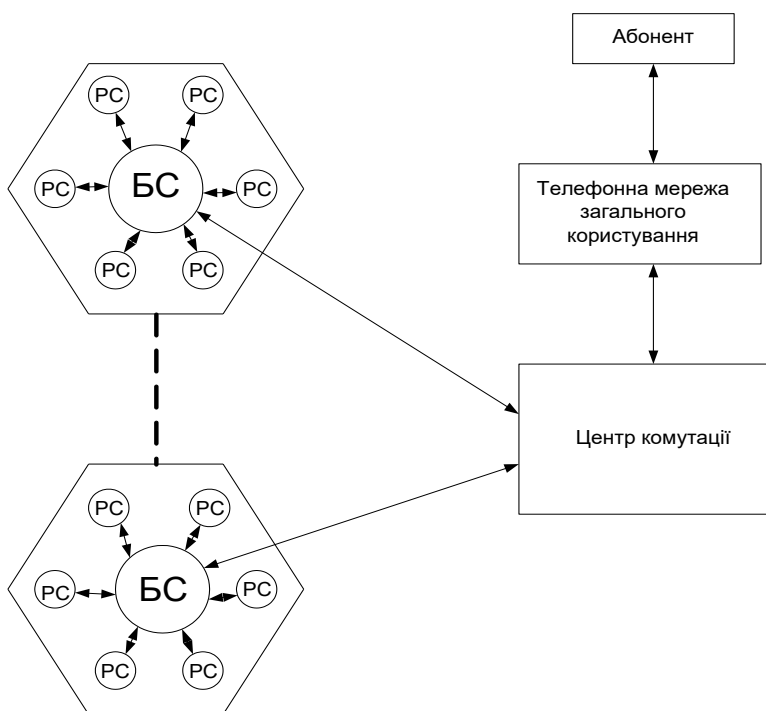 Абонент
РС
РС
БС
РС
РС
РС
РС
Телефонна мережа
загального
користування
Центр комутації
РС
РС
БС
РС
РС
РС
РС